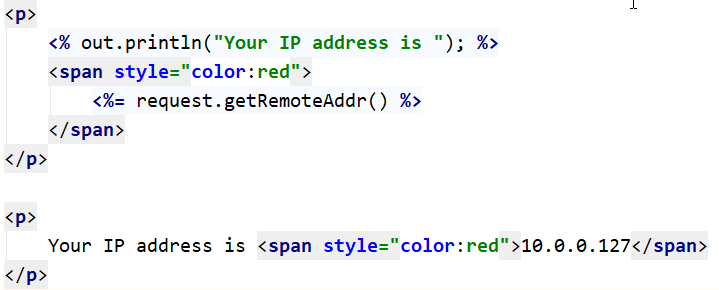 <p>
<% out.println("Your IP address is "); %>
<span style="color:red">
<%= request.getRemoteAddr() %>
</span>
</p>
<p>
Your IP address is <span style="color:red">10.0.0.127</span>
</p>